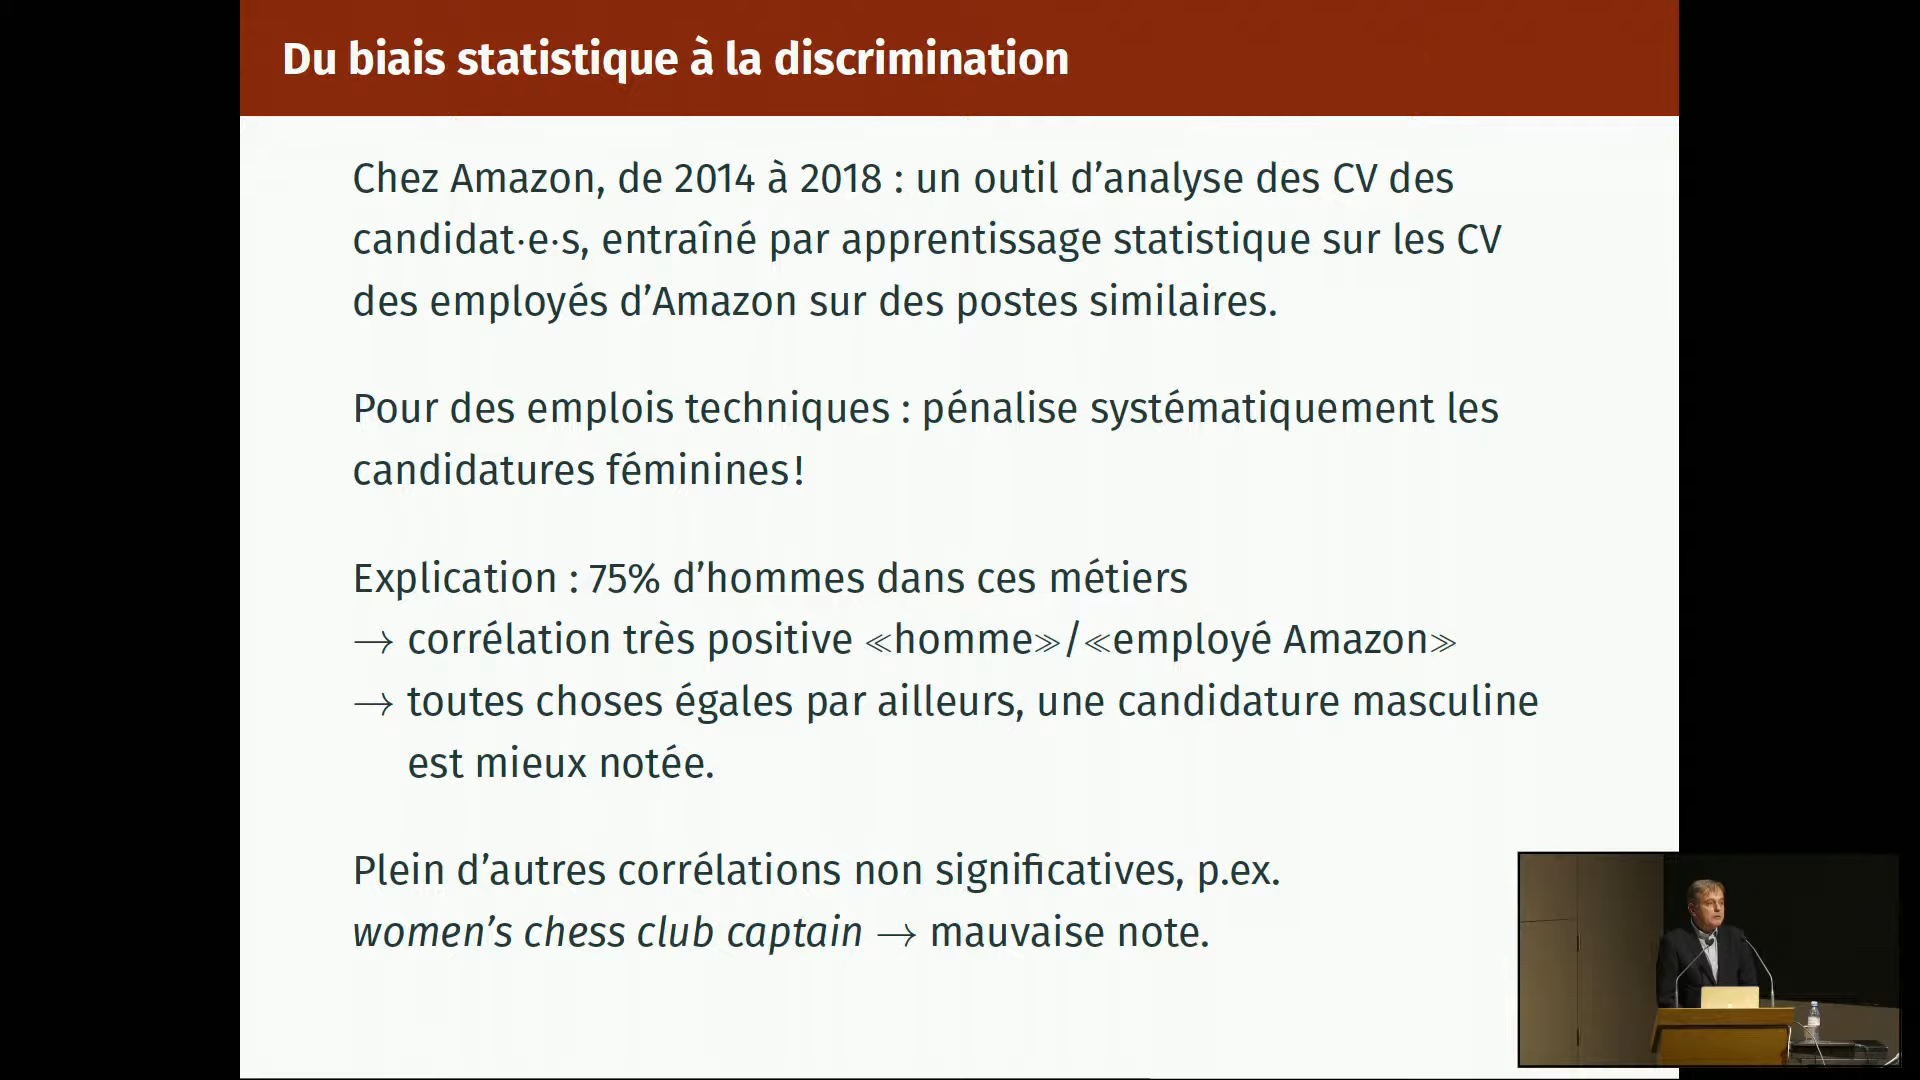 Du biais statistique à la discrimination
Chez Amazon, de 2014 à 2018 : un outil d’analyse des CV des
candidat·e·s, entraîné par apprentissage statistique sur les CV
des employés d’Amazon sur des postes similaires.
Pour des emplois techniques : pénalise systématiquement les
candidatures féminines !
Explication : 75% d’hommes dans ces métiers
→ corrélation très positive ≪homme≫/≪employé Amazon≫
→ toutes choses égales par ailleurs, une candidature masculine
est mieux notée.
Plein d’autres corrélations non significatives, p.ex.
women’s chess club captain → mauvaise note.